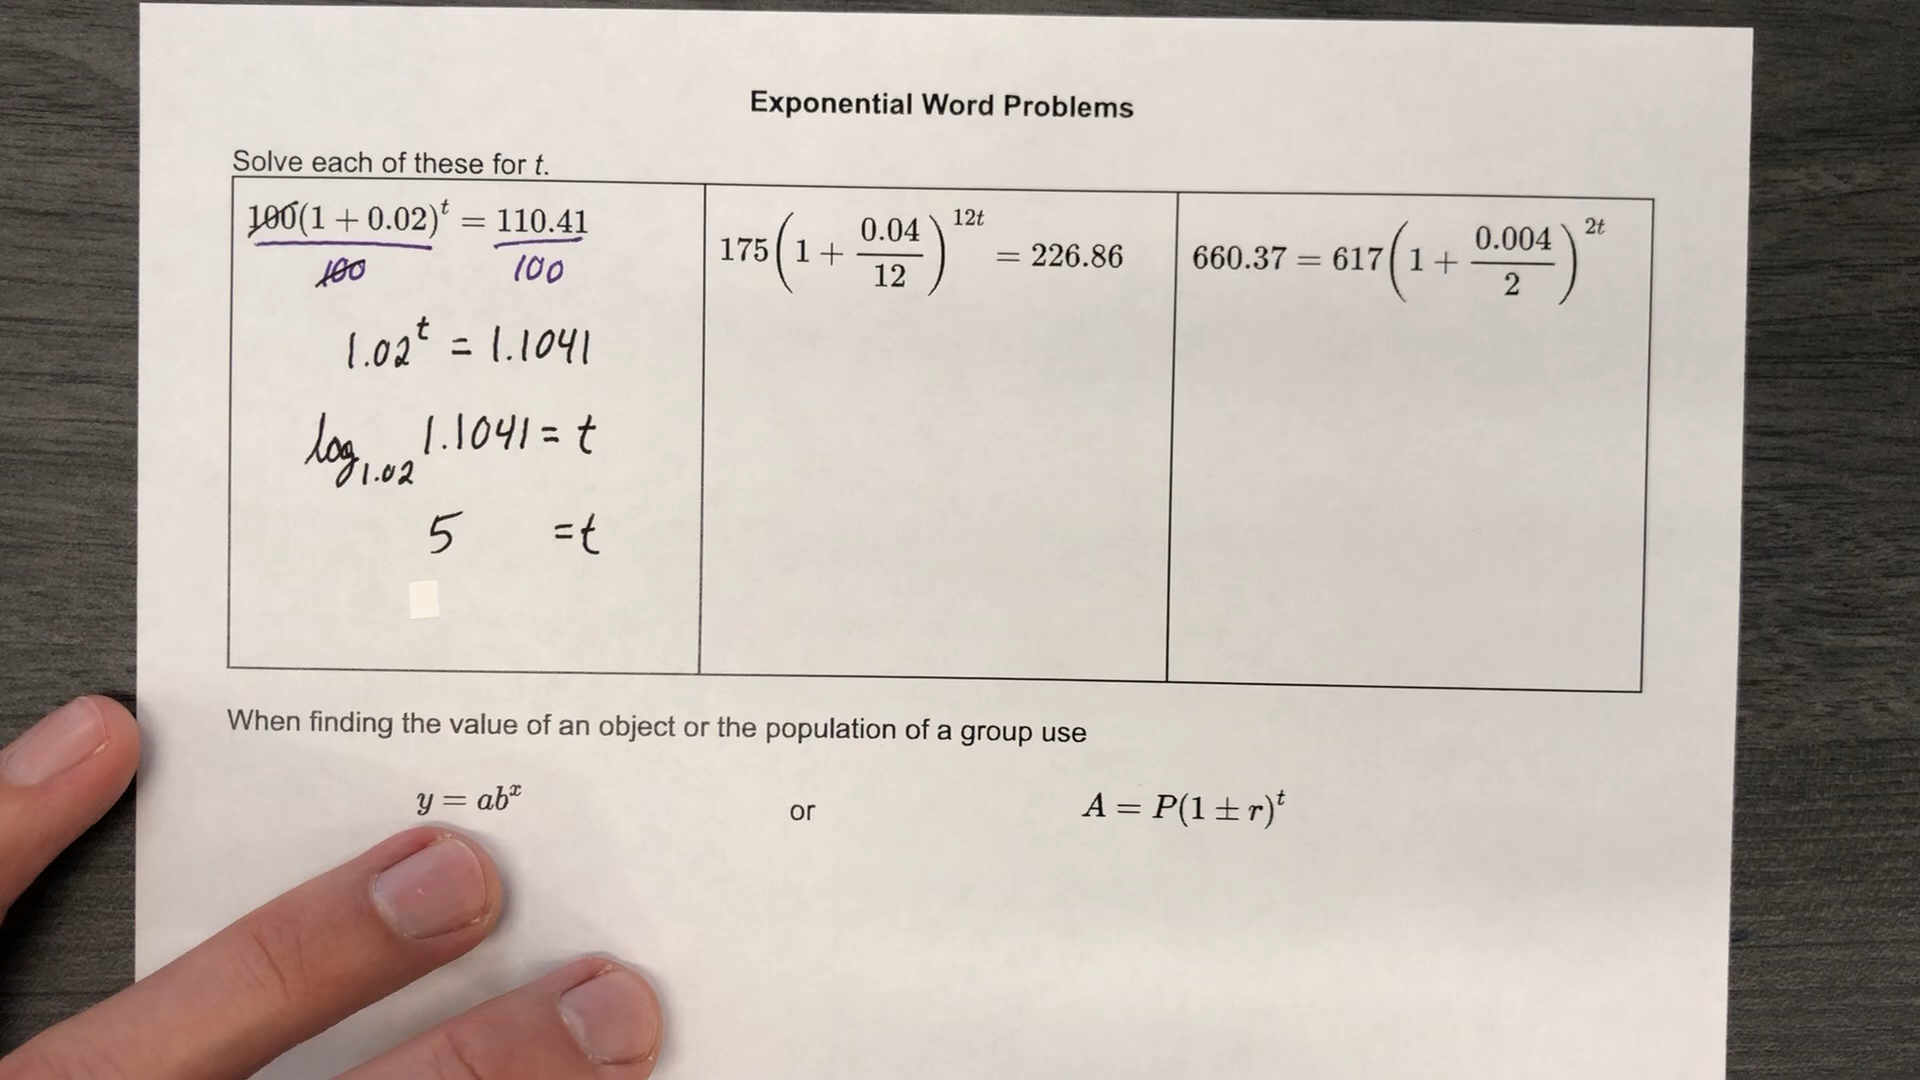 Exponential Word Problems
Solve each of these for t.
100(1 + 0.02)^t = 110.41
100 100
1.02^t = 1.1041
log_1.02 1.1041 = t
5 = t
175(1 + 0.04/12)^12t = 226.86
660.37 = 617(1 + 0.004/2)^2t
When finding the value of an object or the population of a group use
y = ab^x or A = P(1 ± r)^t